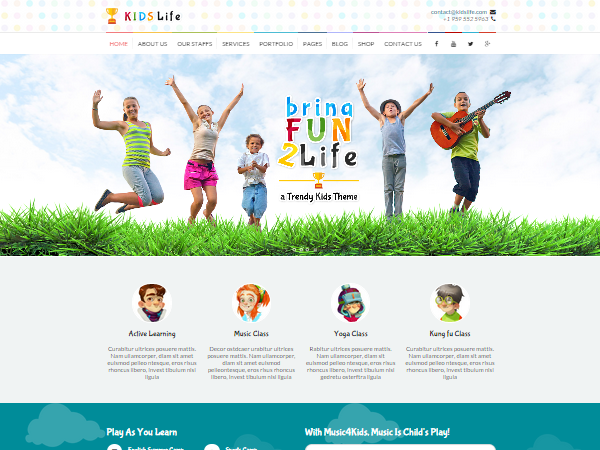 KIDS Life
contact@kidslife.com
+1 959 552 5963
HOME ABOUT US OUR STAFFS SERVICES PORTFOLIO PAGES BLOG SHOP CONTACT US
bring
FUN
2Life
a Trendy Kids Theme
Active Learning
Curabitur ultrices posuere mattis. Nam ullamcorper, diam sit amet euismod pelleo ntesque, eros risus rhoncus libero, invest tibulum nisl ligula
Music Class
Decor ostdcaer urabitur ultrices posuere mattis. Nam ullamcorper, diam sit amet euismod pelleontesque, eros risus rhoncus libero, invest tibulum nisl ligula
Yoga Class
Rabitur ultrices posuere mattis. Nam ullamcorper, diam sit amet euismod pelleo ntesque, eros risus rhoncus libero, invest tibulum nisl gestrutu exterfira ligula
Kung fu Class
Curabitur ultrices posuere mattis. Nam ullamcorper, diam sit amet euismod pelleo ntesque, eros risus rhoncus libero, invest tibulum nisl ligula
Play As You Learn
With Music4Kids, Music Is Child's Play!